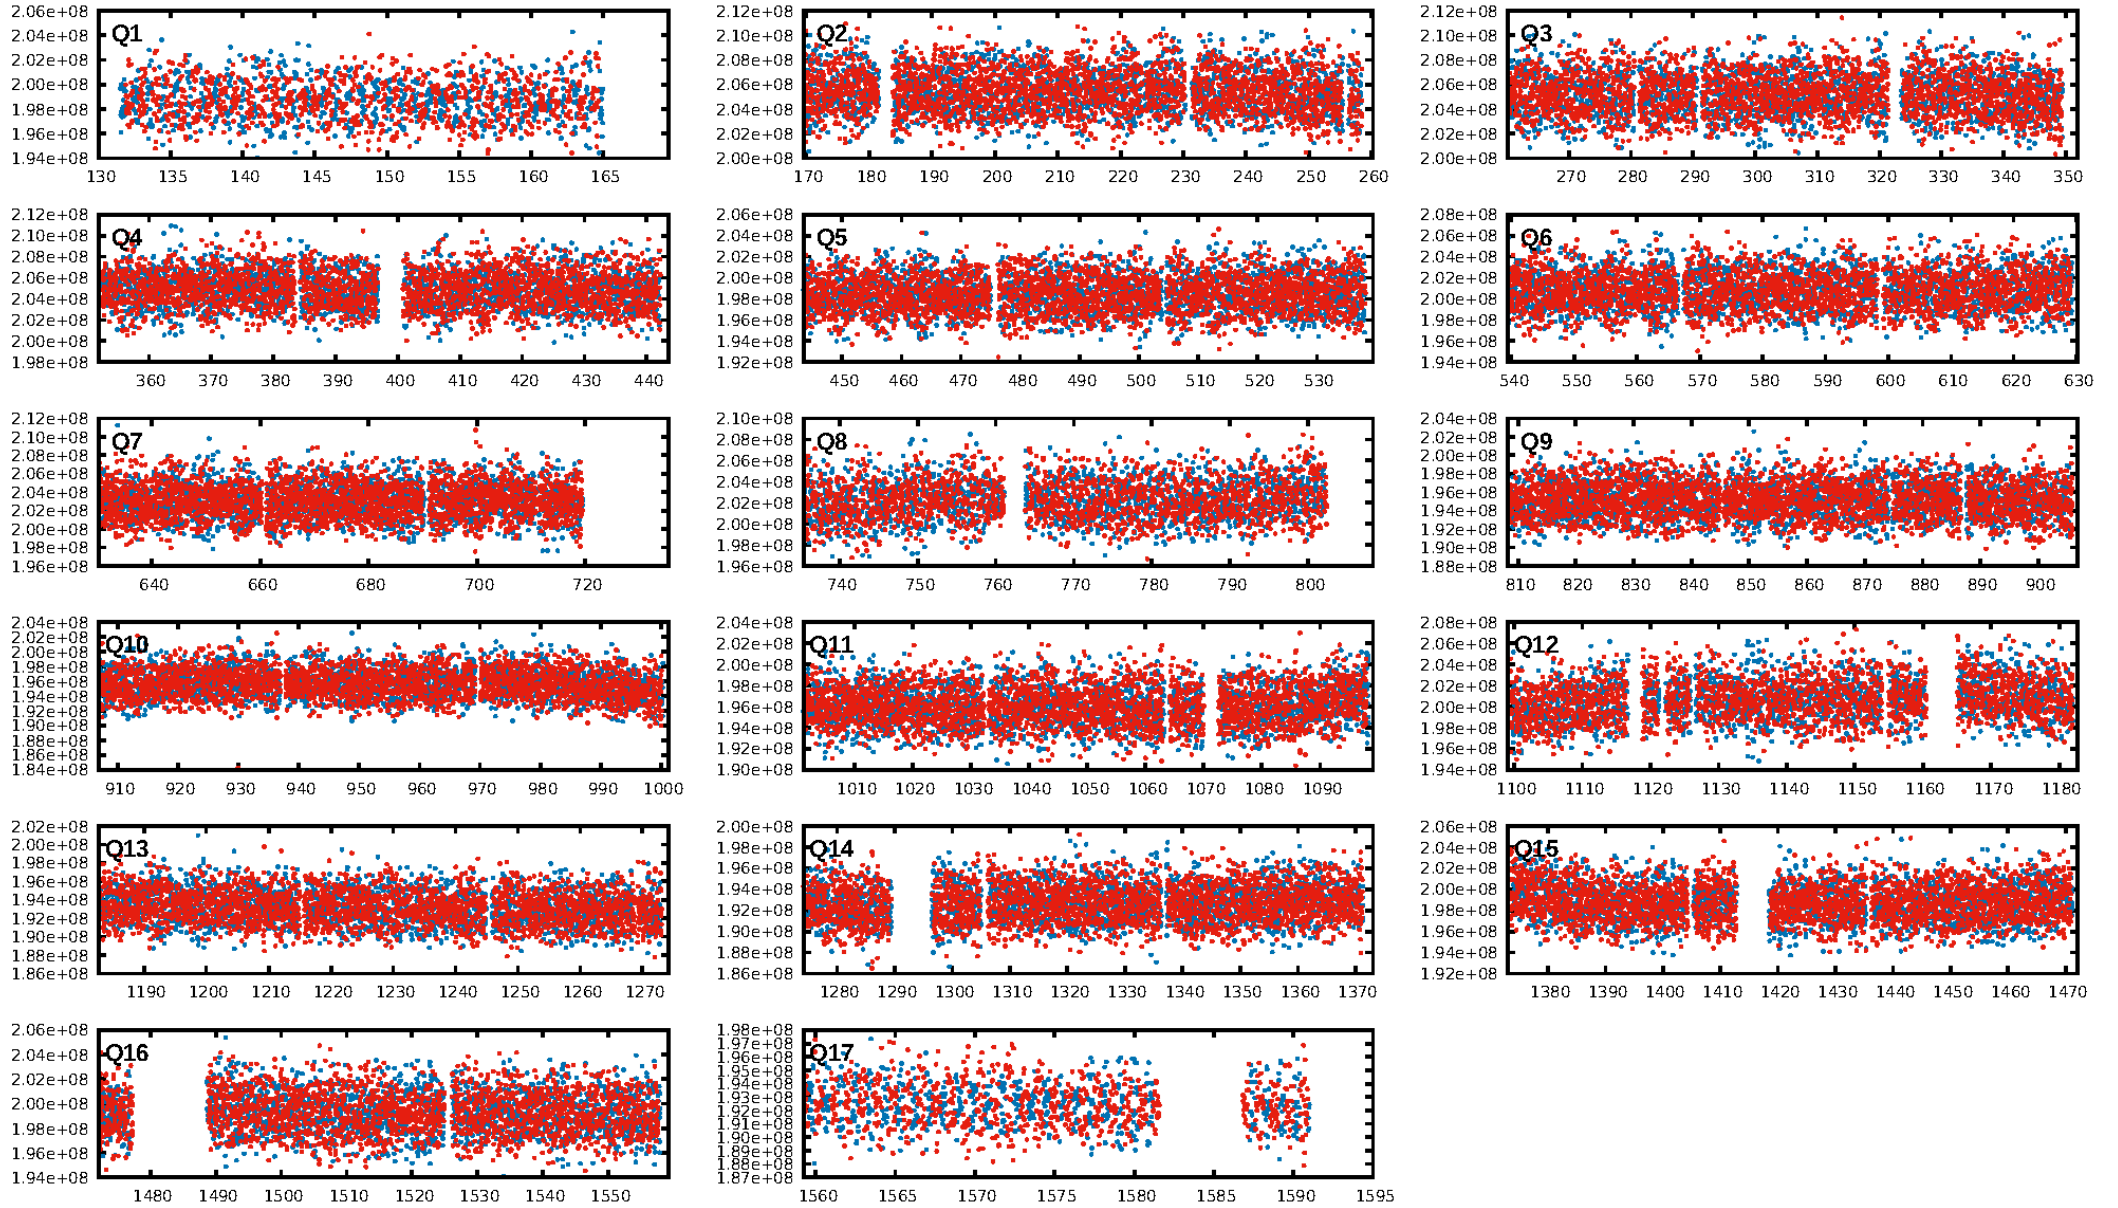 2.06e+08
2.04e+08
2.02e+08
2.00e+08
1.98e+08
1.96e+08
1.94e+08
Q1
130 135 140 145 150 155 160 165
2.12e+08
2.10e+08
2.08e+08
2.06e+08
2.04e+08
2.02e+08
2.00e+08
Q2
170 180 190 200 210 220 230 240 250 260
2.12e+08
2.10e+08
2.08e+08
2.06e+08
2.04e+08
2.02e+08
2.00e+08
Q3
270 280 290 300 310 320 330 340 350
2.12e+08
2.10e+08
2.08e+08
2.06e+08
2.04e+08
2.02e+08
2.00e+08
1.98e+08
Q4
360 370 380 390 400 410 420 430 440
2.06e+08
2.04e+08
2.02e+08
2.00e+08
1.98e+08
1.96e+08
1.94e+08
1.92e+08
Q5
450 460 470 480 490 500 510 520 530
2.08e+08
2.06e+08
2.04e+08
2.02e+08
2.00e+08
1.98e+08
1.96e+08
1.94e+08
Q6
540 550 560 570 580 590 600 610 620 630
2.12e+08
2.10e+08
2.08e+08
2.06e+08
2.04e+08
2.02e+08
2.00e+08
1.98e+08
1.96e+08
Q7
640 660 680 700 720
2.10e+08
2.08e+08
2.06e+08
2.04e+08
2.02e+08
2.00e+08
1.98e+08
1.96e+08
Q8
740 750 760 770 780 790 800
2.04e+08
2.02e+08
2.00e+08
1.98e+08
1.96e+08
1.94e+08
1.92e+08
1.90e+08
1.88e+08
Q9
810 820 830 840 850 860 870 880 890 900
2.04e+08
2.02e+08
2.00e+08
1.98e+08
1.96e+08
1.94e+08
1.92e+08
1.90e+08
1.88e+08
1.86e+08
1.84e+08
Q10
910 920 930 940 950 960 970 980 990 1000
2.04e+08
2.02e+08
2.00e+08
1.98e+08
1.96e+08
1.94e+08
1.92e+08
1.90e+08
Q11
1010 1020 1030 1040 1050 1060 1070 1080 1090
2.08e+08
2.06e+08
2.04e+08
2.02e+08
2.00e+08
1.98e+08
1.96e+08
1.94e+08
Q12
1100 1110 1120 1130 1140 1150 1160 1170 1180
2.02e+08
2.00e+08
1.98e+08
1.96e+08
1.94e+08
1.92e+08
1.90e+08
1.88e+08
1.86e+08
Q13
1190 1200 1210 1220 1230 1240 1250 1260 1270
2.00e+08
1.98e+08
1.96e+08
1.94e+08
1.92e+08
1.90e+08
1.88e+08
1.86e+08
Q14
1280 1290 1300 1310 1320 1330 1340 1350 1360 1370
2.06e+08
2.04e+08
2.02e+08
2.00e+08
1.98e+08
1.96e+08
1.94e+08
1.92e+08
Q15
1380 1390 1400 1410 1420 1430 1440 1450 1460 1470
2.06e+08
2.04e+08
2.02e+08
2.00e+08
1.98e+08
1.96e+08
1.94e+08
Q16
1480 1490 1500 1510 1520 1530 1540 1550
1.98e+08
1.97e+08
1.96e+08
1.95e+08
1.94e+08
1.93e+08
1.92e+08
1.91e+08
1.90e+08
1.89e+08
1.88e+08
1.87e+08
Q17
1560 1565 1570 1575 1580 1585 1590 1595